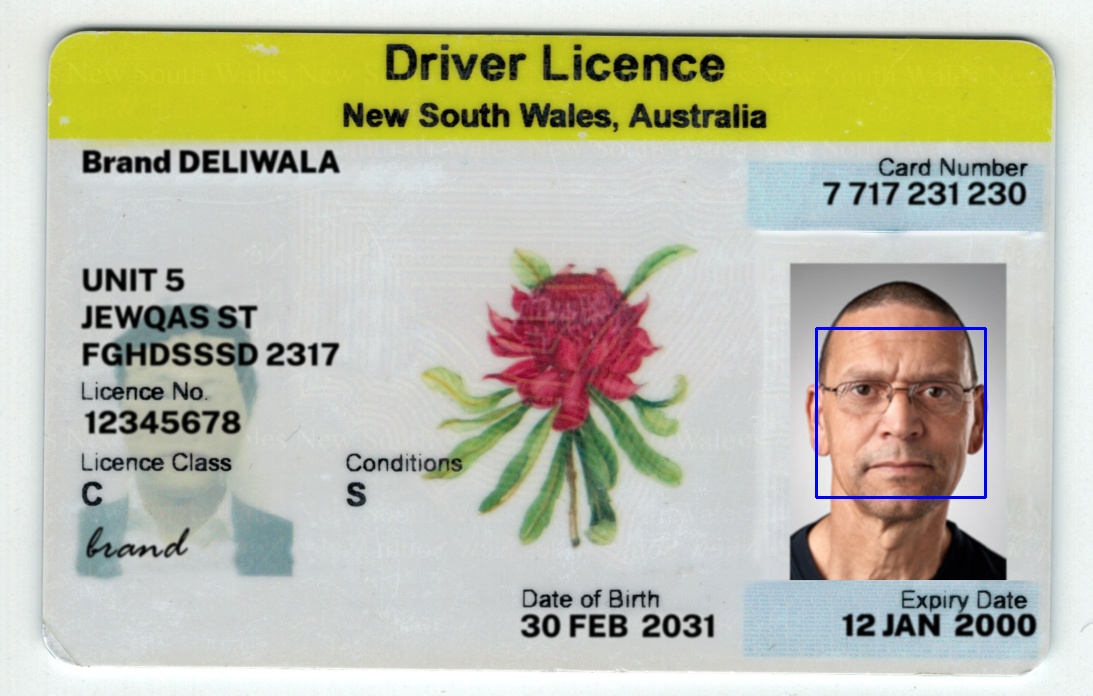 Driver Licence
New South Wales, Australia
Brand DELIWALA
Card Number
7 717 231 230
UNIT 5
JEWQAS ST
FGHDSSSD 2317
Licence No.
12345678
Licence Class
Conditions
C
S
brand
Date of Birth
30 FEB 2031
Expiry Date
12 JAN 2000